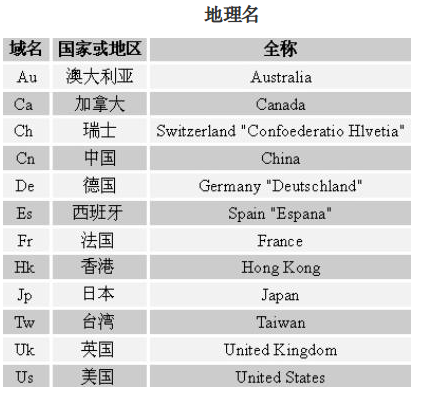 地理名
域名 国家或地区 全称
Au 澳大利亚 Australia
Ca 加拿大 Canada
Ch 瑞士 Switzerland "Confoederatio Hlvetia"
Cn 中国 China
De 德国 Germany "Deutschland"
Es 西班牙 Spain "Espana"
Fr 法国 France
Hk 香港 Hong Kong
Jp 日本 Japan
Tw 台湾 Taiwan
Uk 英国 United Kingdom
Us 美国 United States